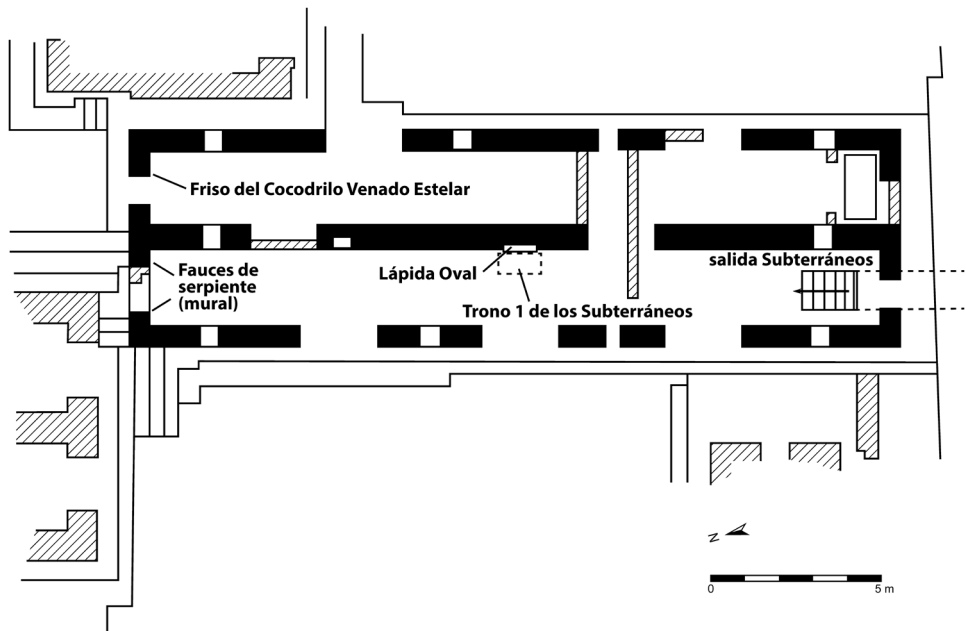 Friso del Cocodrilo Venado Estelar
Fauces de
serpiente
(mural)
Lápida Oval
salida Subterráneos
Trono 1 de los Subterráneos
N
0
5 m